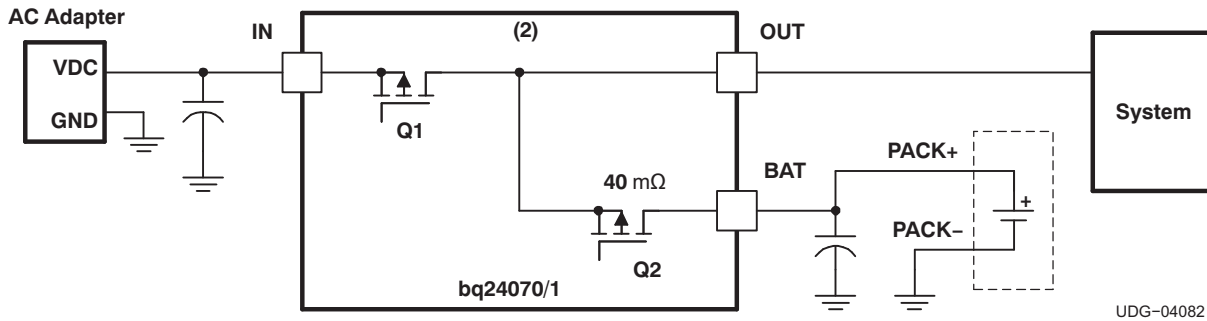 AC Adapter
VDC
GND
IN
(2)
OUT
Q1
System
40 mΩ
BAT
PACK+
+
PACK−
Q2
bq24070/1
UDG−04082